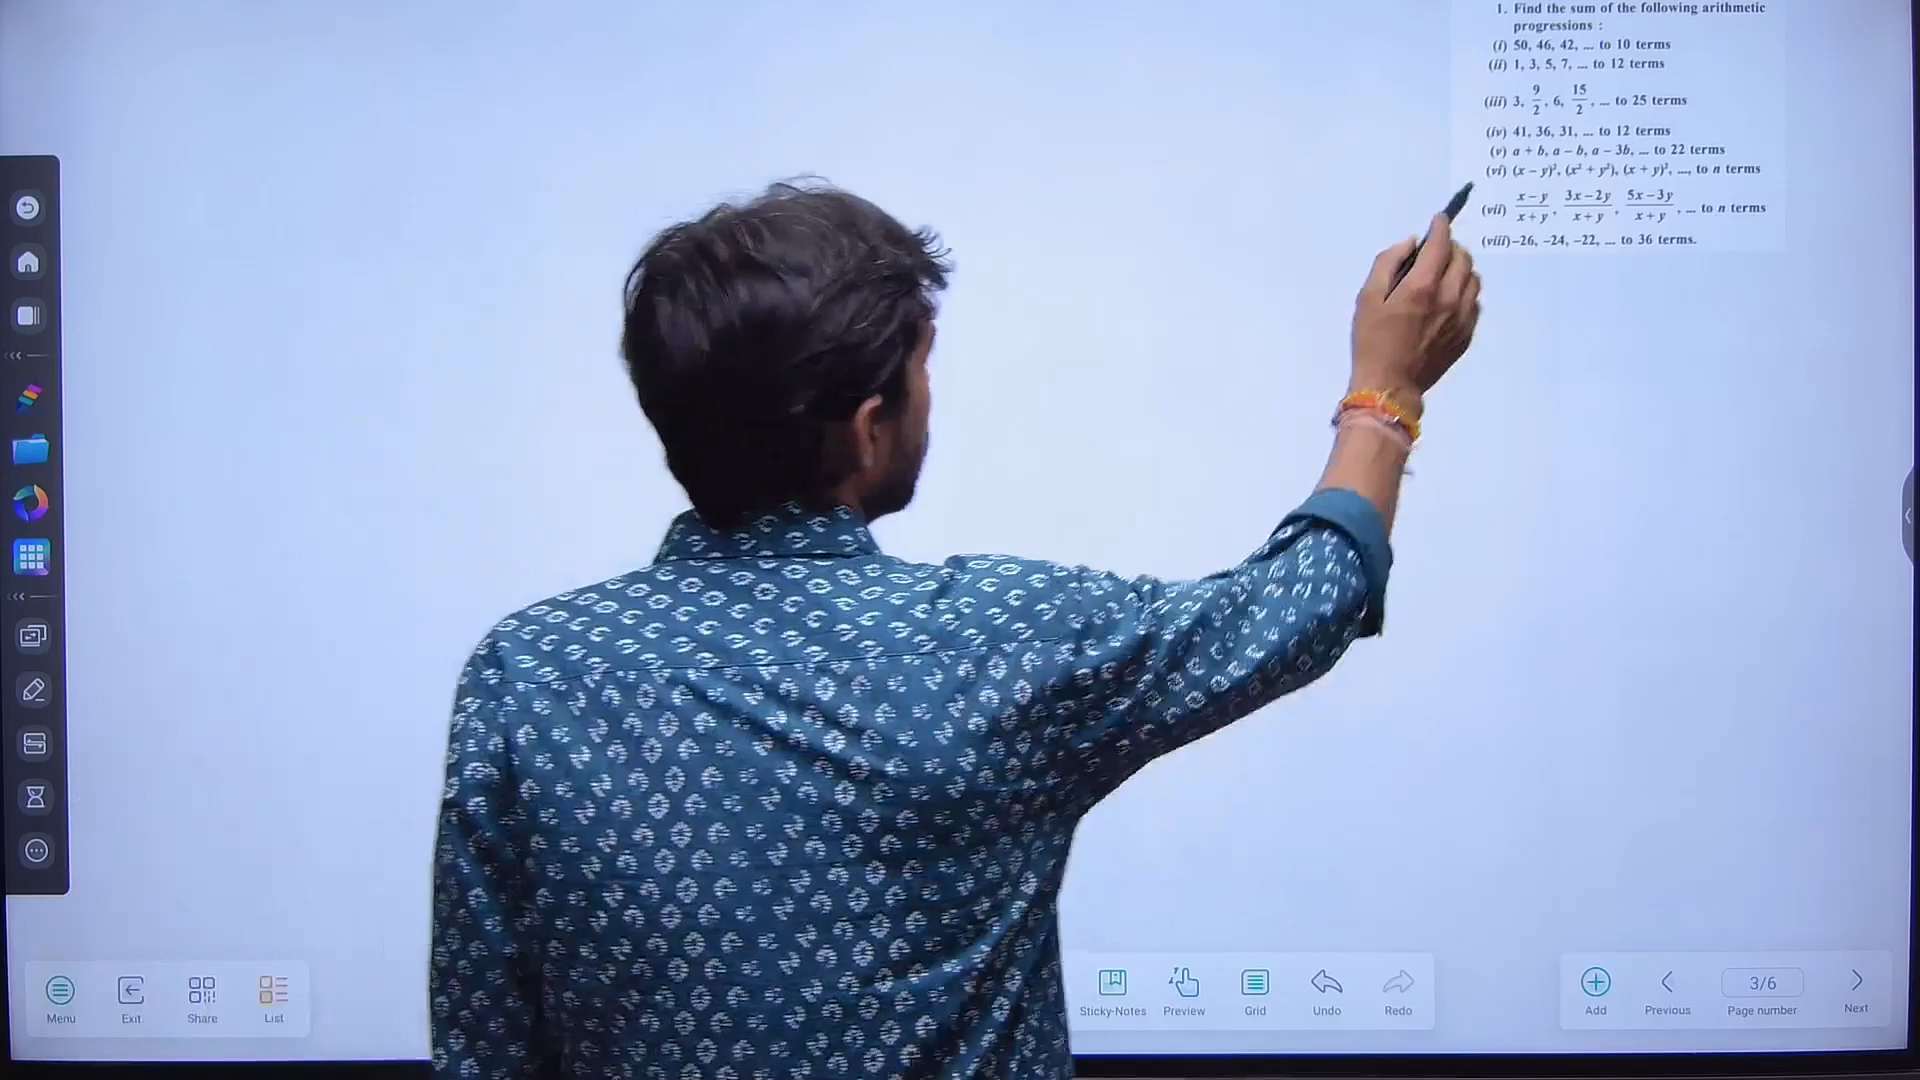 1. Find the sum of the following arithmetic
progressions :
(i) 50, 46, 42, ... to 10 terms
(ii) 1, 3, 5, 7, ... to 12 terms
(iii) 3, 9/2, 6, 15/2, ... to 25 terms
(iv) 41, 36, 31, ... to 12 terms
(v) a + b, a − b, a − 3b, ... to 22 terms
(vi) (x − y)², (x² + y²), (x + y)², ..., to n terms
(vii) x−y/x+y, 3x−2y/x+y, 5x−3y/x+y, ... to n terms
(viii) −26, −24, −22, ... to 36 terms.
Menu Exit Share List Sticky-Notes Preview Grid Undo Redo Add Previous 3/6 Page number Next